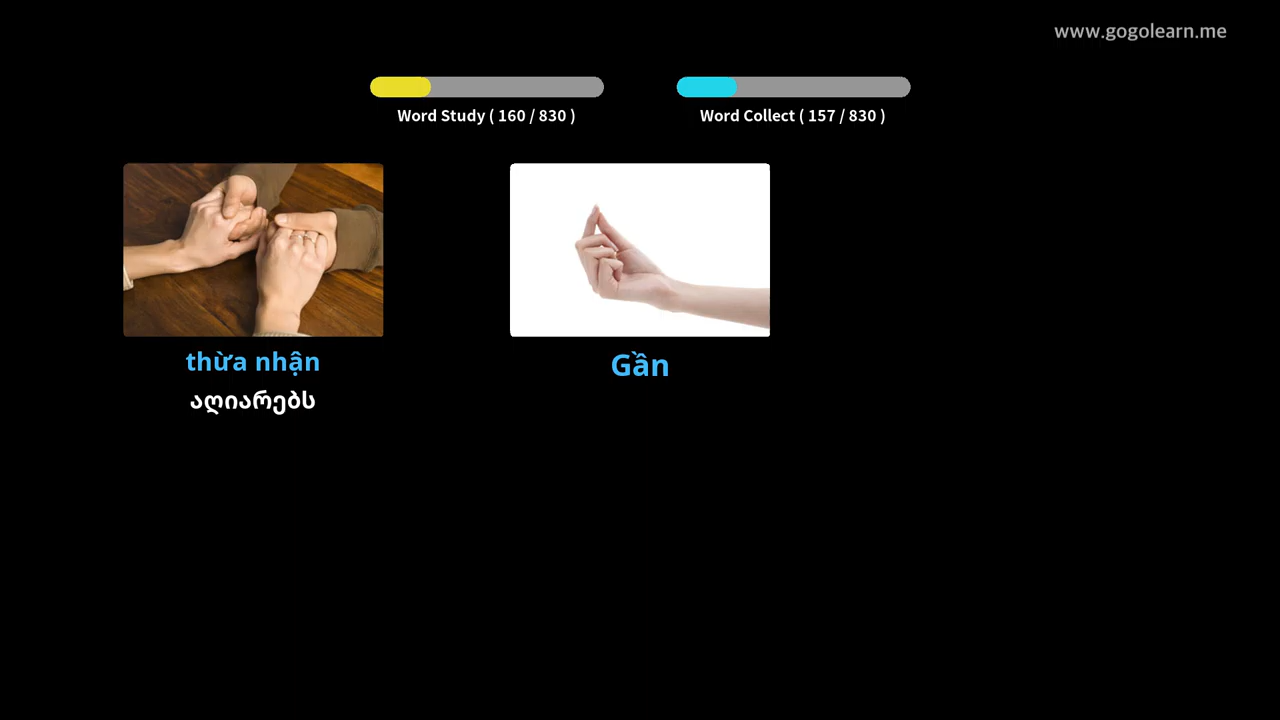 www.gogolearn.me
Word Study ( 160 / 830 )
Word Collect ( 157 / 830 )
thừa nhận
აღიარებს
Gần